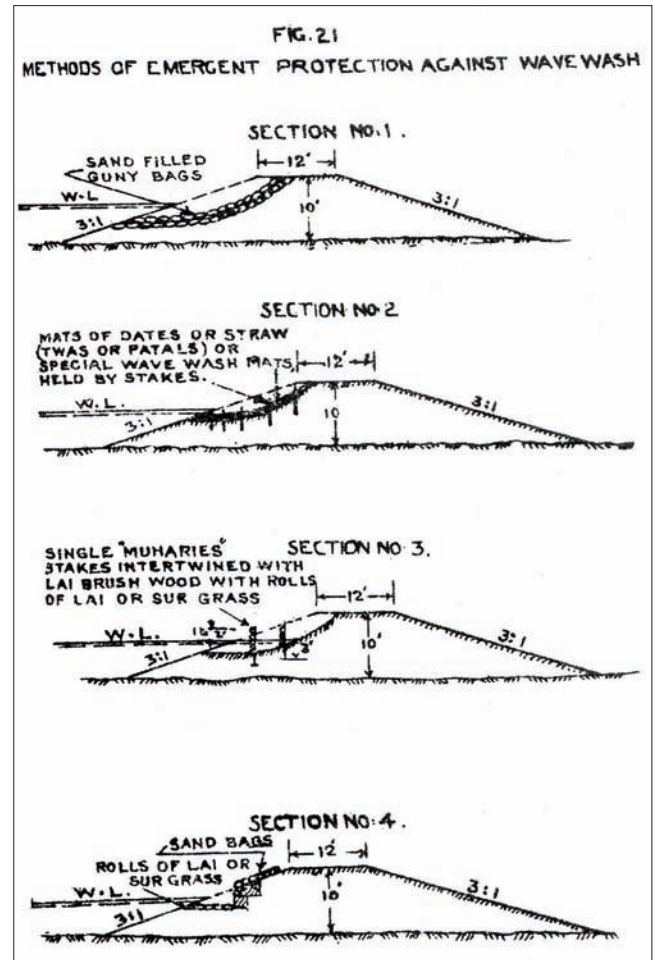 FIG. 21
METHODS OF EMERGENT PROTECTION AGAINST WAVE WASH
SECTION NO: 1.
12'
SAND FILLED
GUNY BAGS
W.L
3:1
10'
3:1
SECTION NO. 2
MATS OF DATES OR STRAW
(TWAS OR PATALS) OR
SPECIAL WAVE WASH MATS,
HELD BY STAKES.
12'
W.L.
3:1
10
3:1
SECTION NO. 3.
SINGLE "MUHARIES"
STAKES INTERTWINED WITH
LAI BRUSH WOOD WITH ROLLS
OF LAI OR SUR GRASS
12'
W.L.
3:1
10'
3:1
SECTION NO: 4.
SAND BAGS
12'
ROLLS OF LAI OR
SUR GRASS
W.L.
3:1
10'
3:1